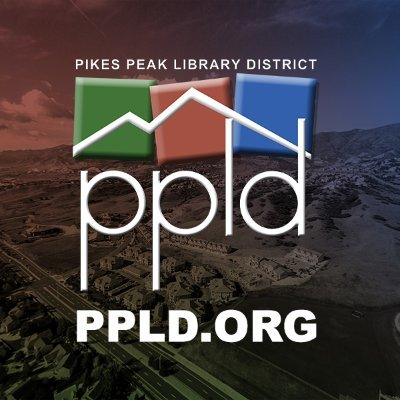 PIKES PEAK LIBRARY DISTRICT
ppld
PPLD.ORG